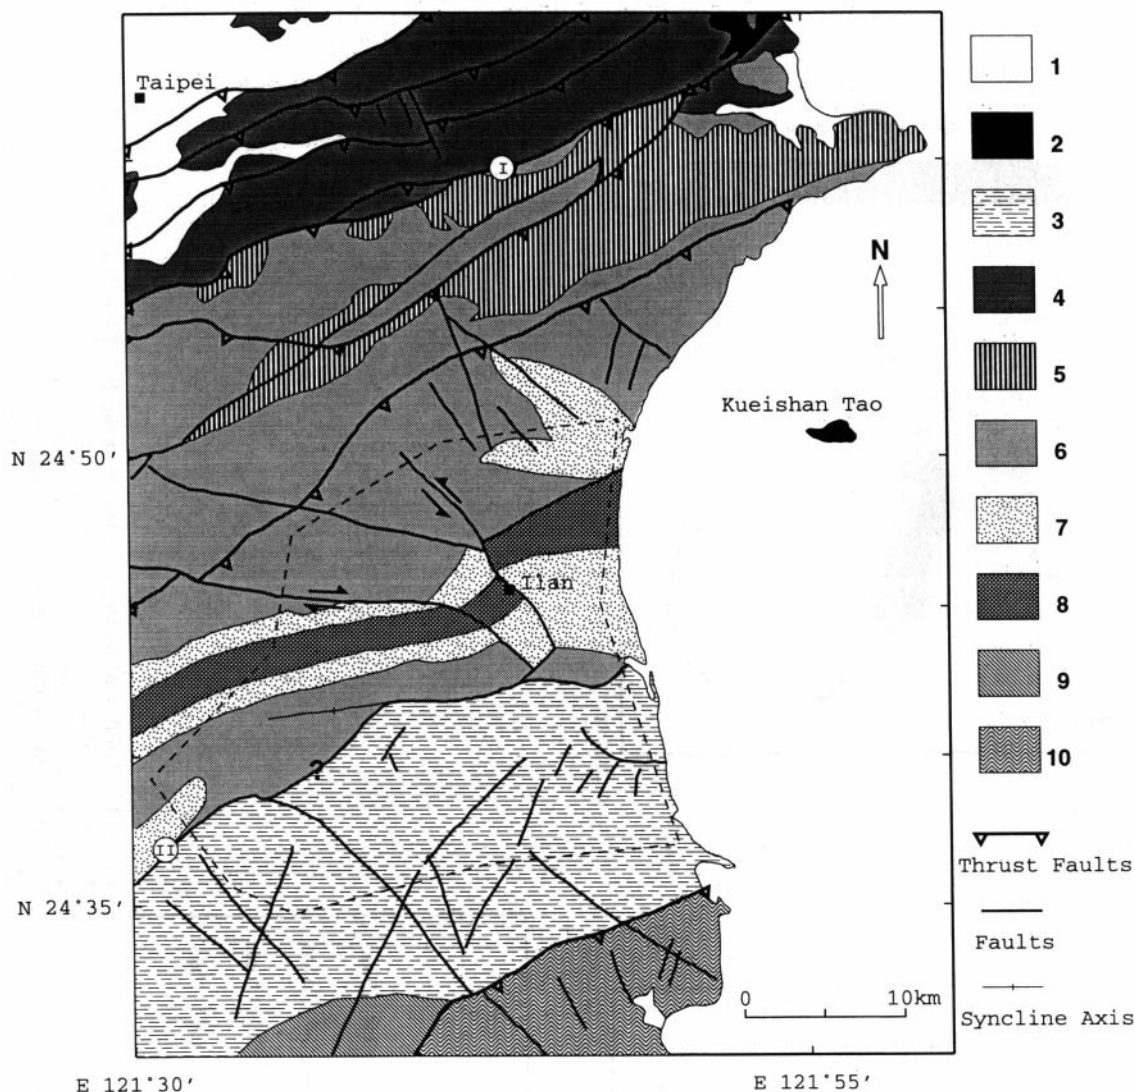 Taipei
1
2
3
I
4
N
5
Kueishan Tao
N 24°50'
6
7
Ilan
8
9
?
10
II
Thrust Faults
N 24°35'
Faults
0 10km
Syncline Axis
E 121°30' E 121°55'